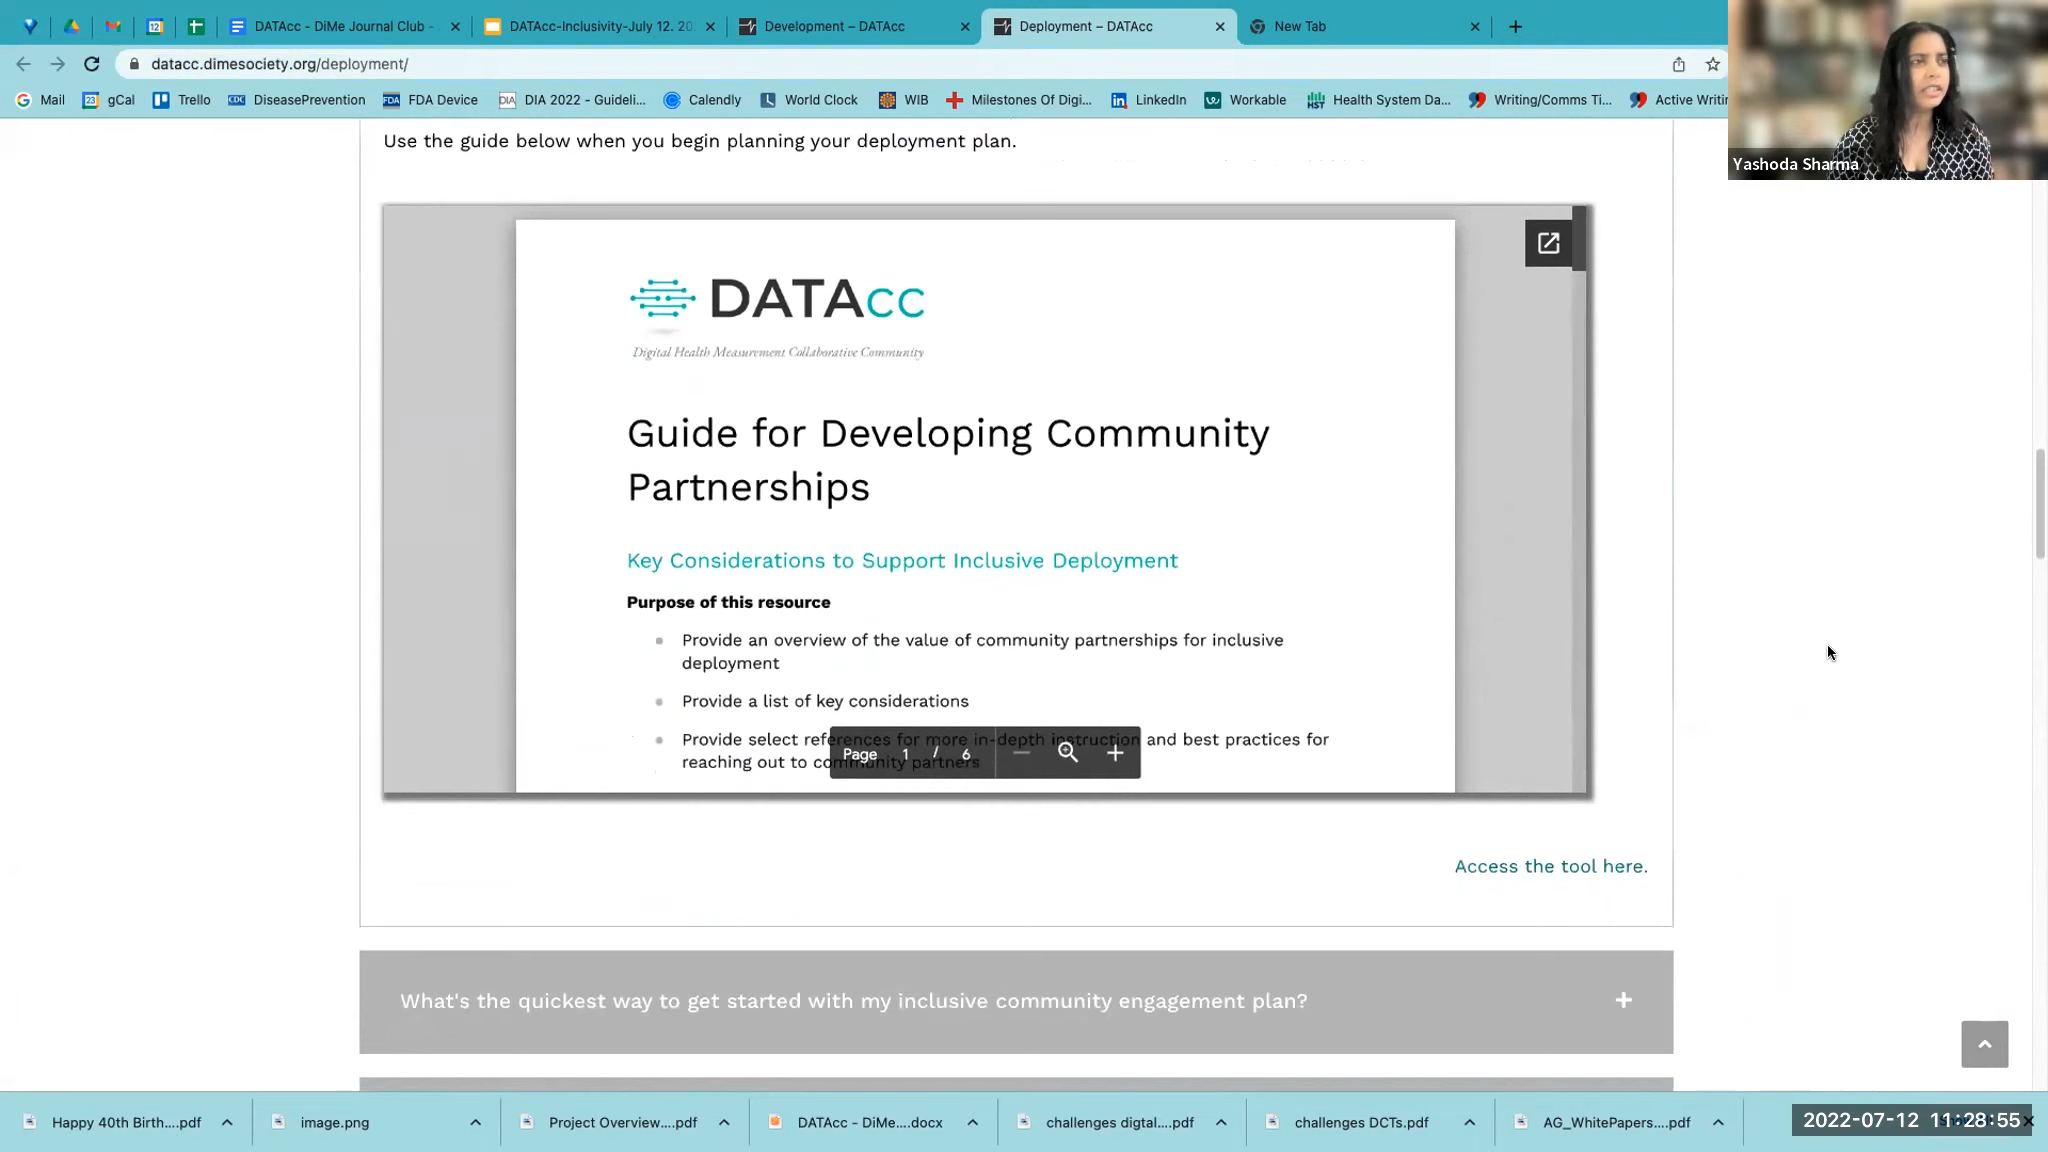 DATAcc - DiMe Journal Club -
DATAcc-Inclusivity-July 12. 20
Development – DATAcc
Deployment – DATAcc
New Tab
datacc.dimesociety.org/deployment/
Mail
gCal
Trello
DiseasePrevention
FDA Device
DIA 2022 - Guideli...
Calendly
World Clock
WIB
Milestones Of Digi...
LinkedIn
Workable
Health System Da...
Writing/Comms Ti...
Active Writi
Yashoda Sharma
Use the guide below when you begin planning your deployment plan.
DATAcc
Digital Health Measurement Collaborative Community
Guide for Developing Community
Partnerships
Key Considerations to Support Inclusive Deployment
Purpose of this resource
Provide an overview of the value of community partnerships for inclusive
deployment
Provide a list of key considerations
Provide select references for more in-depth instruction and best practices for
reaching out to community partners
Page 1 / 6
Access the tool here.
What's the quickest way to get started with my inclusive community engagement plan?
Happy 40th Birth....pdf
image.png
Project Overview....pdf
DATAcc - DiMe....docx
challenges digtal....pdf
challenges DCTs.pdf
AG_WhitePapers....pdf
2022-07-12 11:28:55